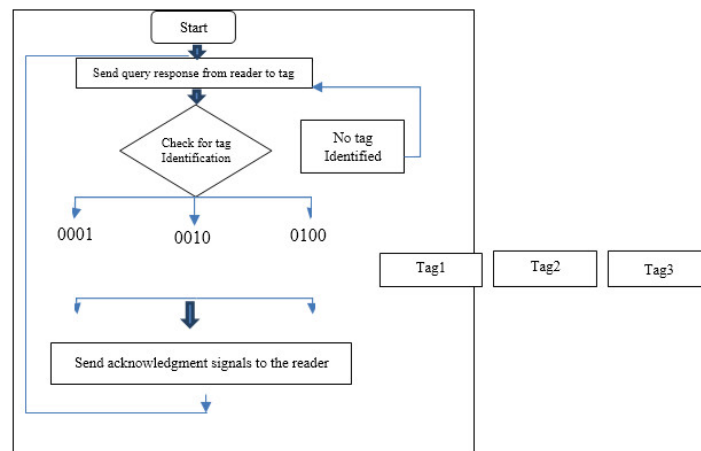 Start
Send query response from reader to tag
Check for tag
Identification
No tag
Identified
0001
0010
0100
Tag1
Tag2
Tag3
Send acknowledgment signals to the reader